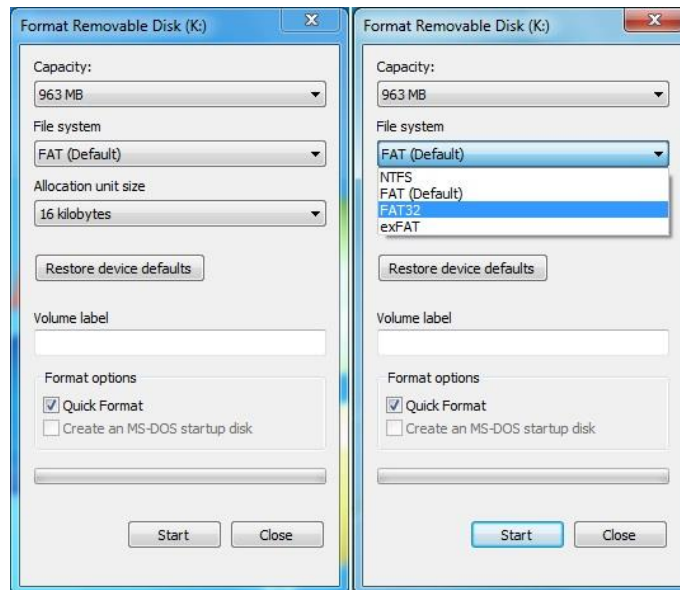 Format Removable Disk (K:)
Capacity:
963 MB
File system
FAT (Default)
Allocation unit size
16 kilobytes
Restore device defaults
Volume label
Format options
Quick Format
Create an MS-DOS startup disk
Start
Close
Format Removable Disk (K:)
Capacity:
963 MB
File system
FAT (Default)
NTFS
FAT (Default)
FAT32
exFAT
Restore device defaults
Volume label
Format options
Quick Format
Create an MS-DOS startup disk
Start
Close